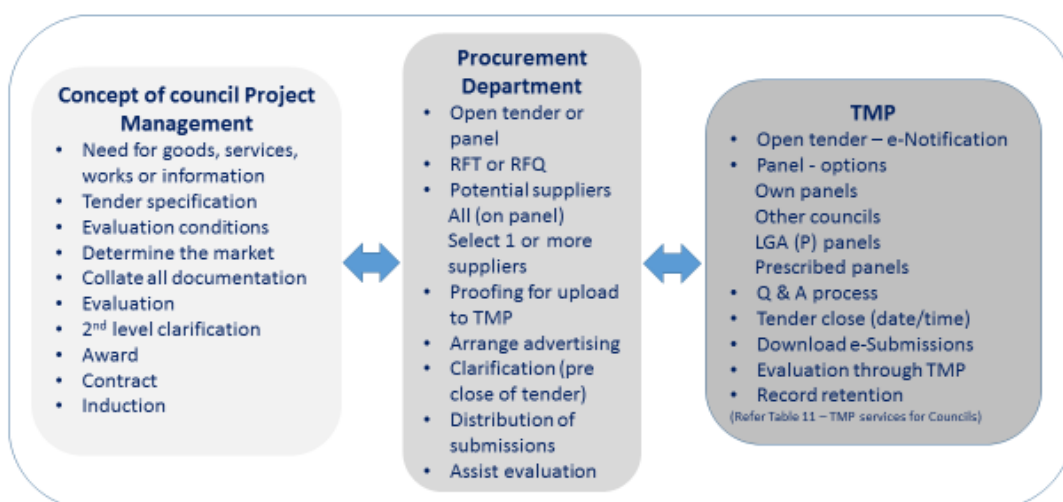 Concept of council Project
Management
• Need for goods, services,
works or information
• Tender specification
• Evaluation conditions
• Determine the market
• Collate all documentation
• Evaluation
• 2nd level clarification
• Award
• Contract
• Induction
Procurement
Department
• Open tender or
panel
• RFT or RFQ
• Potential suppliers
All (on panel)
Select 1 or more
suppliers
• Proofing for upload
to TMP
• Arrange advertising
• Clarification (pre
close of tender)
• Distribution of
submissions
• Assist evaluation
TMP
• Open tender – e-Notification
• Panel - options
Own panels
Other councils
LGA (P) panels
Prescribed panels
• Q & A process
• Tender close (date/time)
• Download e-Submissions
• Evaluation through TMP
• Record retention
(Refer Table 11 – TMP services for Councils)